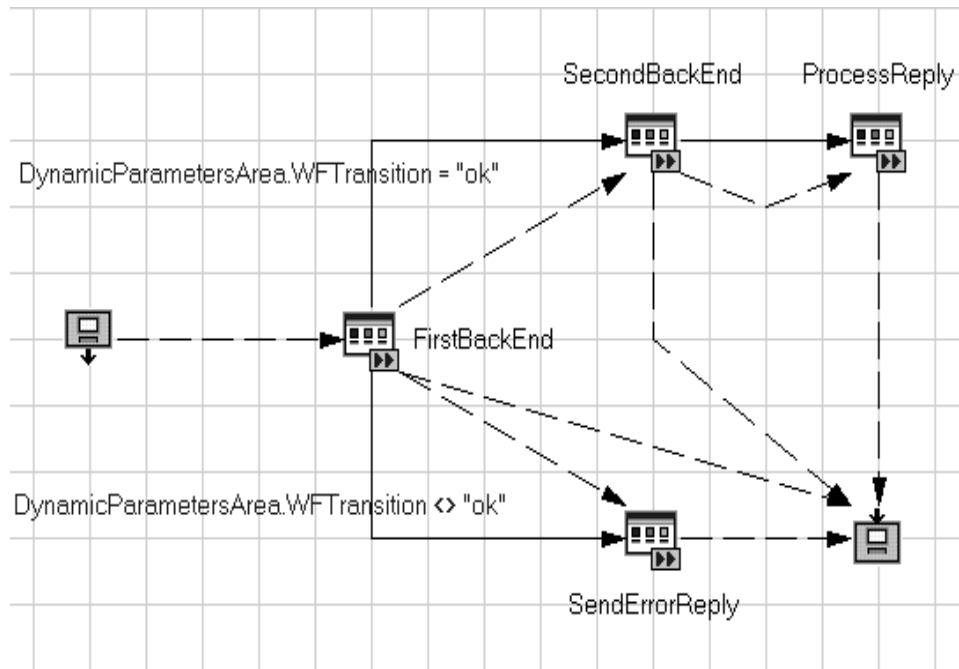 SecondBackEnd ProcessReply
DynamicParametersArea.WFTransition = "ok"
FirstBackEnd
DynamicParametersArea.WFTransition <> "ok"
SendErrorReply